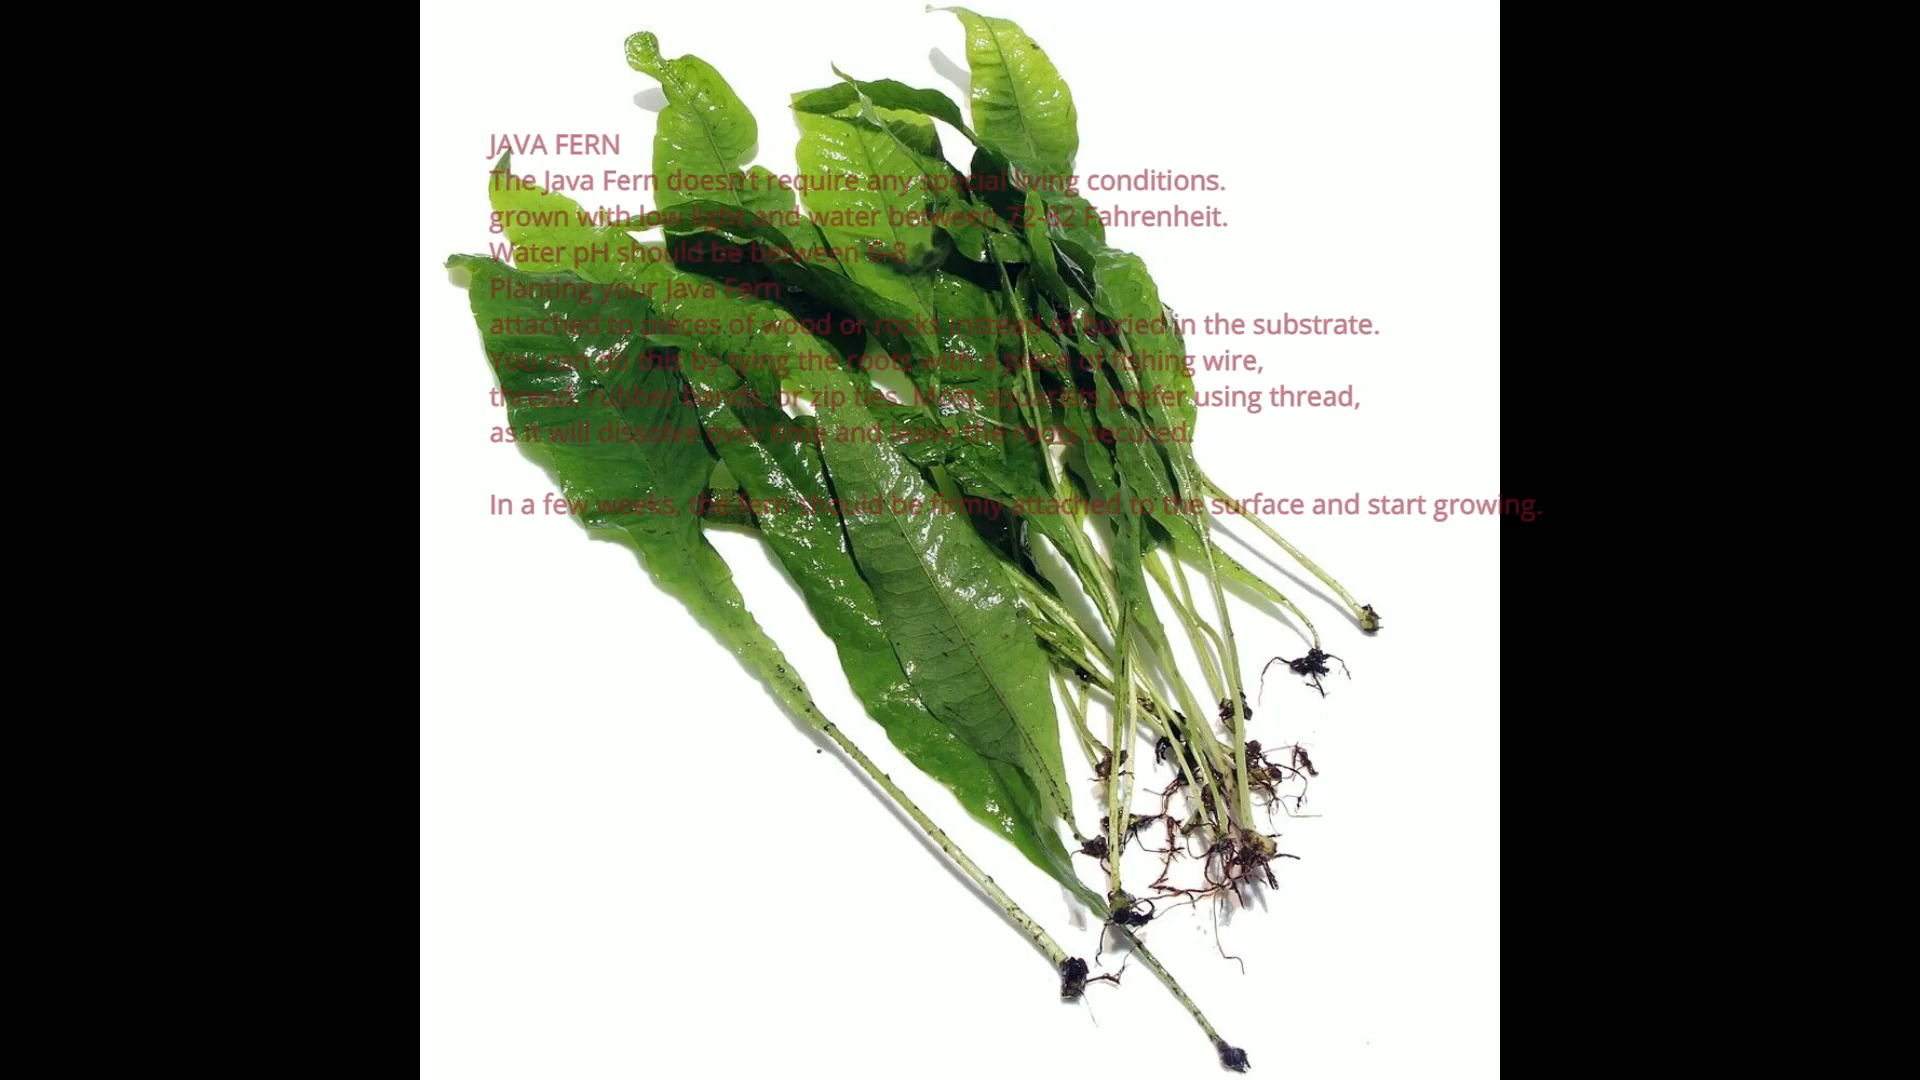 JAVA FERN
The Java Fern doesn't require any special living conditions.
grown with low light and water between 72-82 Fahrenheit.
Water pH should be between 6-8
Planting your Java Fern
attached to pieces of wood or rocks instead of buried in the substrate.
You can do this by tying the roots with a piece of fishing wire,
thread, rubber bands, or zip ties. Most aquarists prefer using thread,
as it will dissolve over time and leave the roots secured.
In a few weeks, the fern should be firmly attached to the surface and start growing.